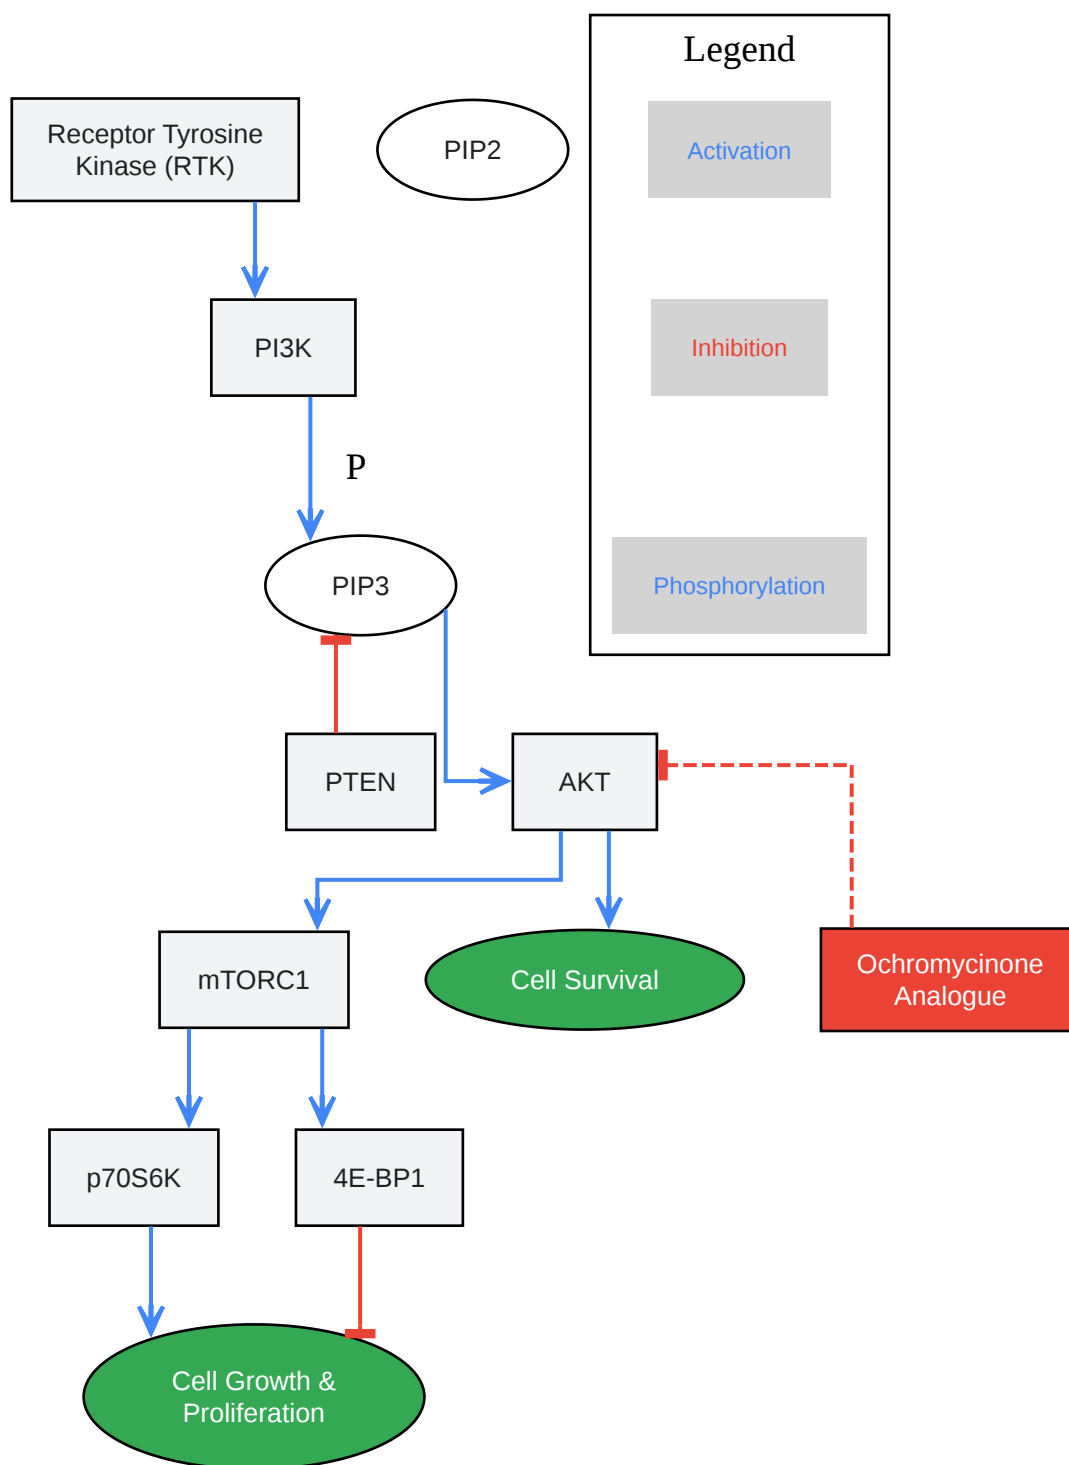 Legend
Receptor Tyrosine
Kinase (RTK)
PIP2
Activation
PI3K
Inhibition
P
PIP3
Phosphorylation
PTEN
AKT
mTORC1
Cell Survival
Ochromycinone
Analogue
p70S6K
4E-BP1
Cell Growth &
Proliferation